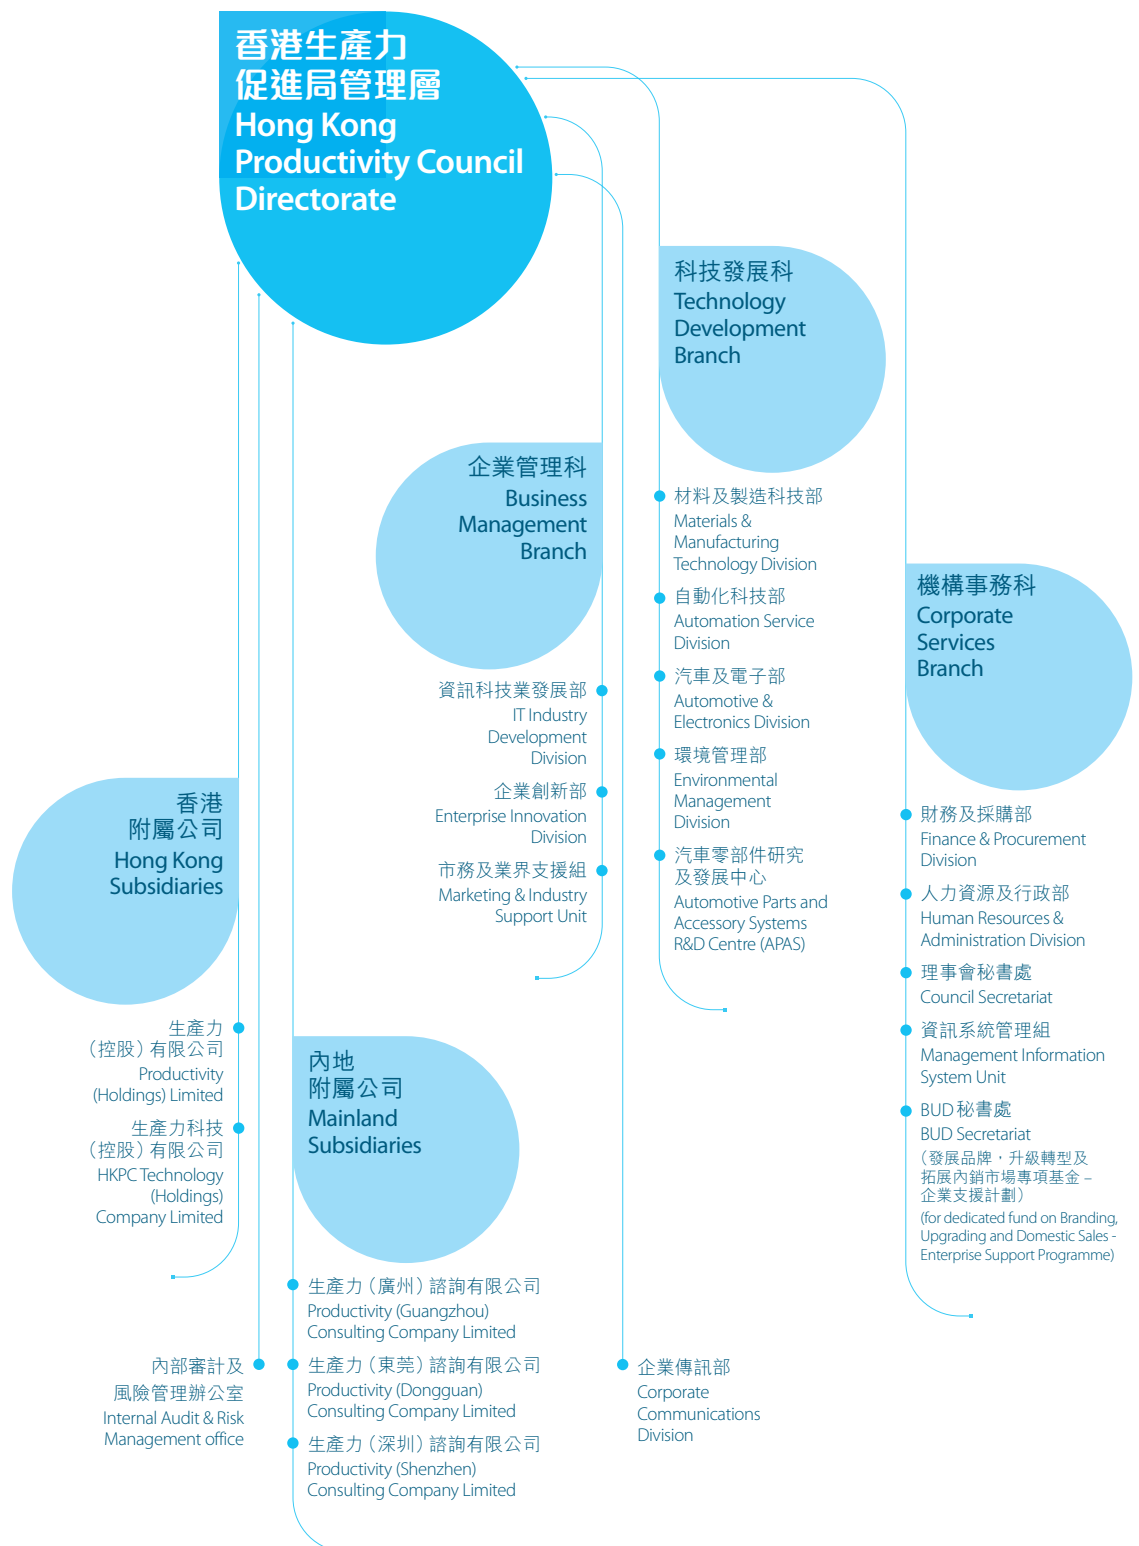 香港生產力
促進局管理層
Hong Kong
Productivity Council
Directorate
科技發展科
Technology
Development
Branch
材料及製造科技部
Materials &
Manufacturing
Technology Division
自動化科技部
Automation Service
Division
汽車及電子部
Automotive &
Electronics Division
環境管理部
Environmental
Management
Division
汽車零部件研究
及發展中心
Automotive Parts and
Accessory Systems
R&D Centre (APAS)
企業管理科
Business
Management
Branch
資訊科技業發展部
IT Industry
Development
Division
企業創新部
Enterprise Innovation
Division
市務及業界支援組
Marketing & Industry
Support Unit
機構事務科
Corporate
Services
Branch
財務及採購部
Finance & Procurement
Division
人力資源及行政部
Human Resources &
Administration Division
理事會秘書處
Council Secretariat
資訊系統管理組
Management Information
System Unit
BUD秘書處
BUD Secretariat
（發展品牌，升級轉型及
拓展內銷市場專項基金 –
企業支援計劃）
(for dedicated fund on Branding,
Upgrading and Domestic Sales -
Enterprise Support Programme)
香港
附屬公司
Hong Kong
Subsidiaries
生產力
（控股）有限公司
Productivity
(Holdings) Limited
生產力科技
（控股）有限公司
HKPC Technology
(Holdings)
Company Limited
內地
附屬公司
Mainland
Subsidiaries
生產力（廣州）諮詢有限公司
Productivity (Guangzhou)
Consulting Company Limited
生產力（東莞）諮詢有限公司
Productivity (Dongguan)
Consulting Company Limited
生產力（深圳）諮詢有限公司
Productivity (Shenzhen)
Consulting Company Limited
內部審計及
風險管理辦公室
Internal Audit & Risk
Management office
企業傳訊部
Corporate
Communications
Division